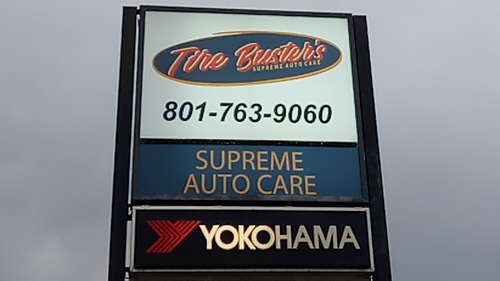 Tire Buster's
SUPREME AUTO CARE
801-763-9060
SUPREME
AUTO CARE
YOKOHAMA